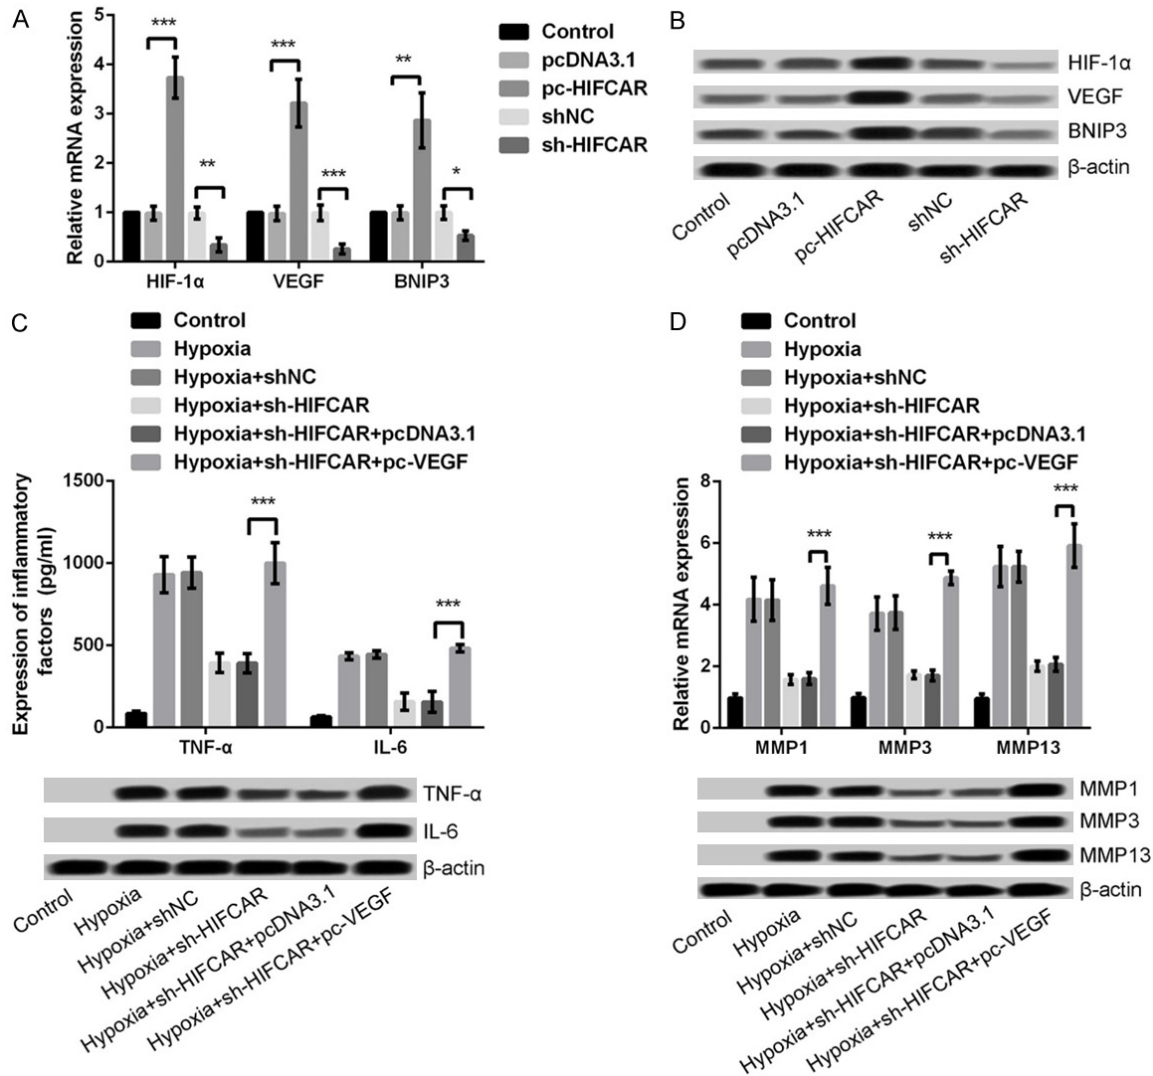 A
Relative mRNA expression
5
4
3
2
1
0
***
***
**
**
***
*
HIF-1α
VEGF
BNIP3
Control
pcDNA3.1
pc-HIFCAR
shNC
sh-HIFCAR
B
HIF-1α
VEGF
BNIP3
β-actin
Control
pcDNA3.1
pc-HIFCAR
shNC
sh-HIFCAR
C
Control
Hypoxia
Hypoxia+shNC
Hypoxia+sh-HIFCAR
Hypoxia+sh-HIFCAR+pcDNA3.1
Hypoxia+sh-HIFCAR+pc-VEGF
Expression of inflammatory
factors (pg/ml)
1500
1000
500
0
***
***
TNF-α
IL-6
TNF-α
IL-6
β-actin
Control
Hypoxia
Hypoxia+shNC
Hypoxia+sh-HIFCAR
Hypoxia+sh-HIFCAR+pcDNA3.1
Hypoxia+sh-HIFCAR+pc-VEGF
D
Control
Hypoxia
Hypoxia+shNC
Hypoxia+sh-HIFCAR
Hypoxia+sh-HIFCAR+pcDNA3.1
Hypoxia+sh-HIFCAR+pc-VEGF
Relative mRNA expression
8
6
4
2
0
***
***
***
MMP1
MMP3
MMP13
MMP1
MMP3
MMP13
β-actin
Control
Hypoxia
Hypoxia+shNC
Hypoxia+sh-HIFCAR
Hypoxia+sh-HIFCAR+pcDNA3.1
Hypoxia+sh-HIFCAR+pc-VEGF